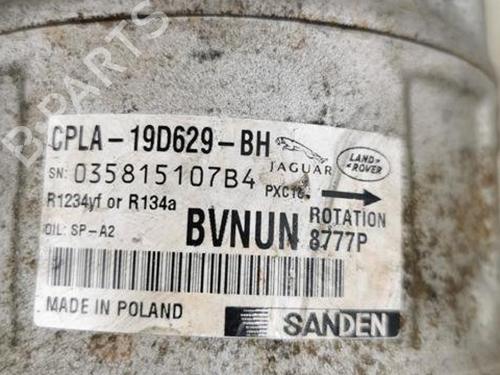 CPLA-19D629-BH
JAGUAR
LAND
ROVER
SN: 035815107B4
PXC16
R1234yf or R134a
ROTATION
OIL: SP-A2
BVNUN
8777P
MADE IN POLAND
SANDEN